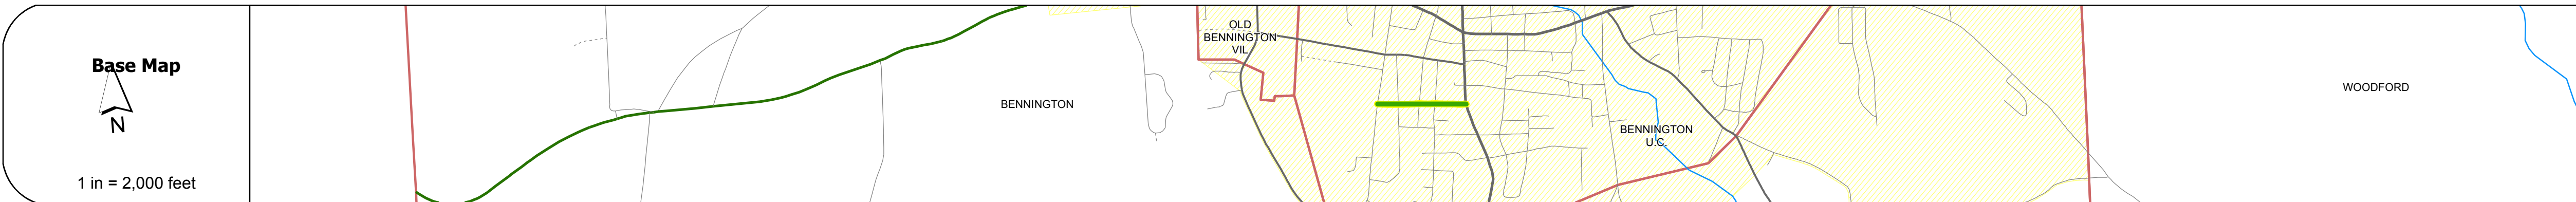 Base Map
N
1 in = 2,000 feet
BENNINGTON
OLD
BENNINGTON
VIL
BENNINGTON
U.C.
WOODFORD